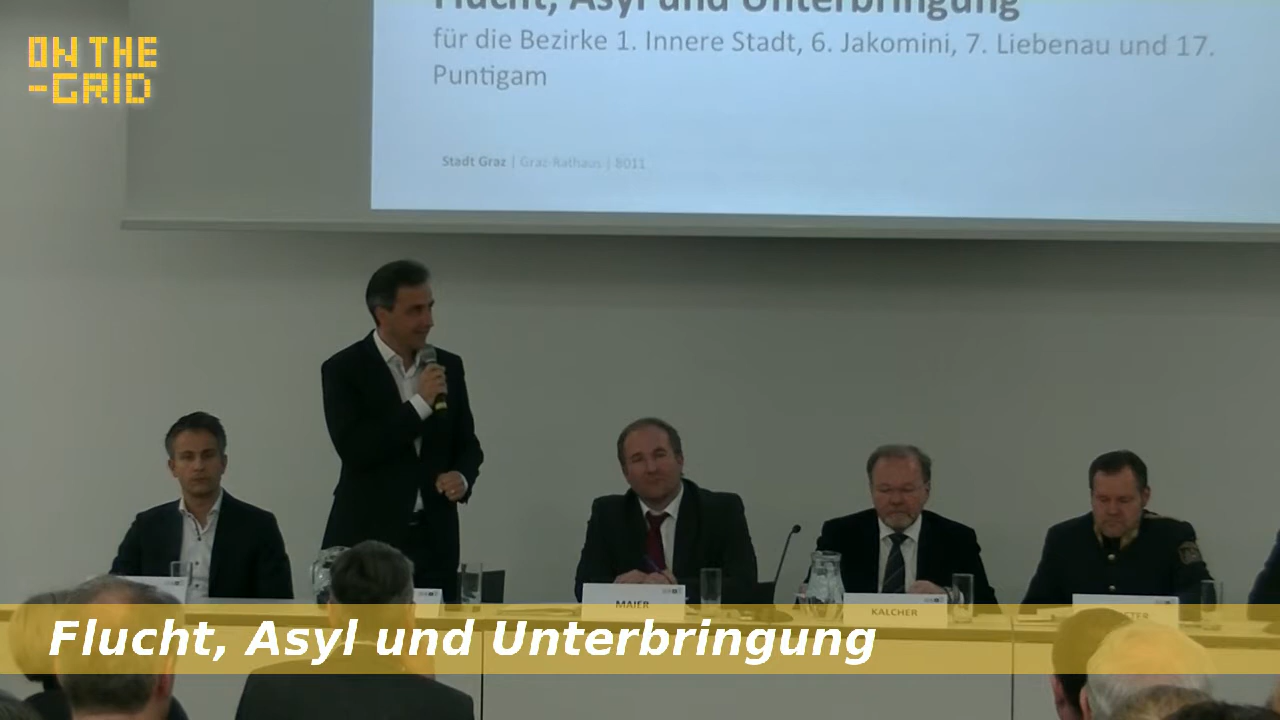 Flucht, Asyl und Unterbringung
für die Bezirke 1. Innere Stadt, 6. Jakomini, 7. Liebenau und 17.
Puntigam
Stadt Graz | Graz-Rathaus | 8011
ON THE
-GRID
MAIER
KALCHER
Flucht, Asyl und Unterbringung